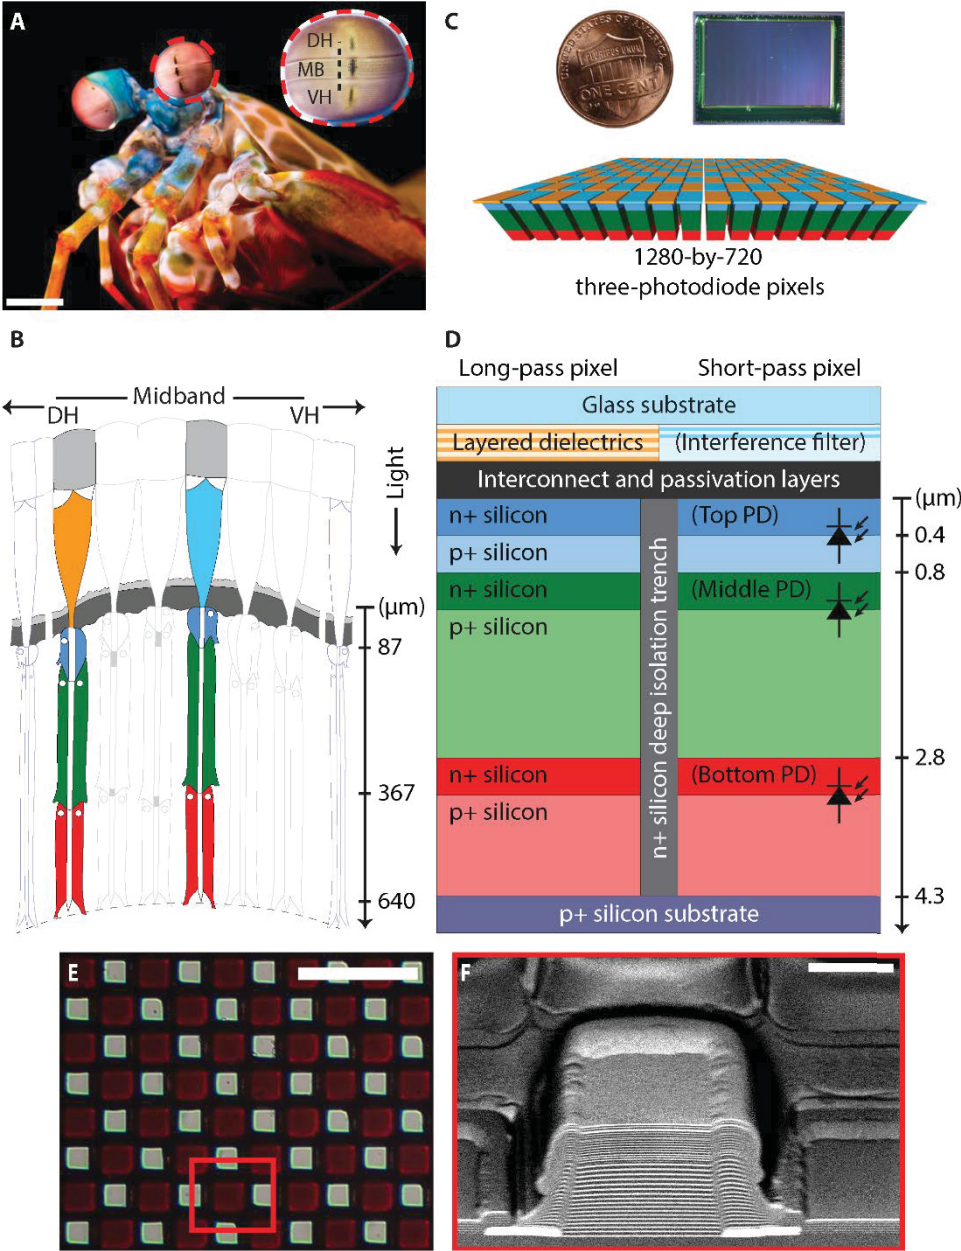 A
DH
MB
VH
C
UNITED STATES OF AMERICA
E PLURIBUS UNUM
ONE CENT
1280-by-720
three-photodiode pixels
B
Midband
DH
VH
Light
(µm)
87
367
640
D
Long-pass pixel
Short-pass pixel
Glass substrate
Layered dielectrics
(Interference filter)
Interconnect and passivation layers
(µm)
n+ silicon
(Top PD)
0.4
p+ silicon
0.8
n+ silicon
(Middle PD)
p+ silicon
n+ silicon deep isolation trench
2.8
n+ silicon
(Bottom PD)
p+ silicon
4.3
p+ silicon substrate
E
F